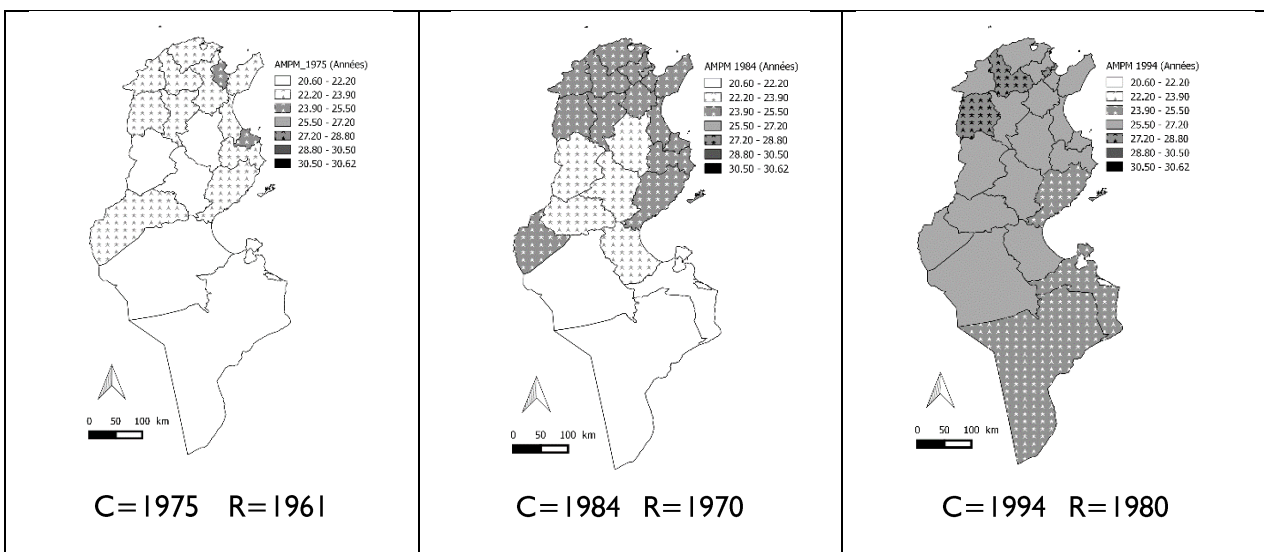 AMPM_1975 (Années)
20.60 - 22.20
22.20 - 23.90
23.90 - 25.50
25.50 - 27.20
27.20 - 28.80
28.80 - 30.50
30.50 - 30.62
0 50 100 km
C=1975 R=1961
AMPM 1984 (Années)
20.60 - 22.20
22.20 - 23.90
23.90 - 25.50
25.50 - 27.20
27.20 - 28.80
28.80 - 30.50
30.50 - 30.62
0 50 100 km
C=1984 R=1970
AMPM 1994 (Années)
20.60 - 22.20
22.20 - 23.90
23.90 - 25.50
25.50 - 27.20
27.20 - 28.80
28.80 - 30.50
30.50 - 30.62
0 50 100 km
C=1994 R=1980